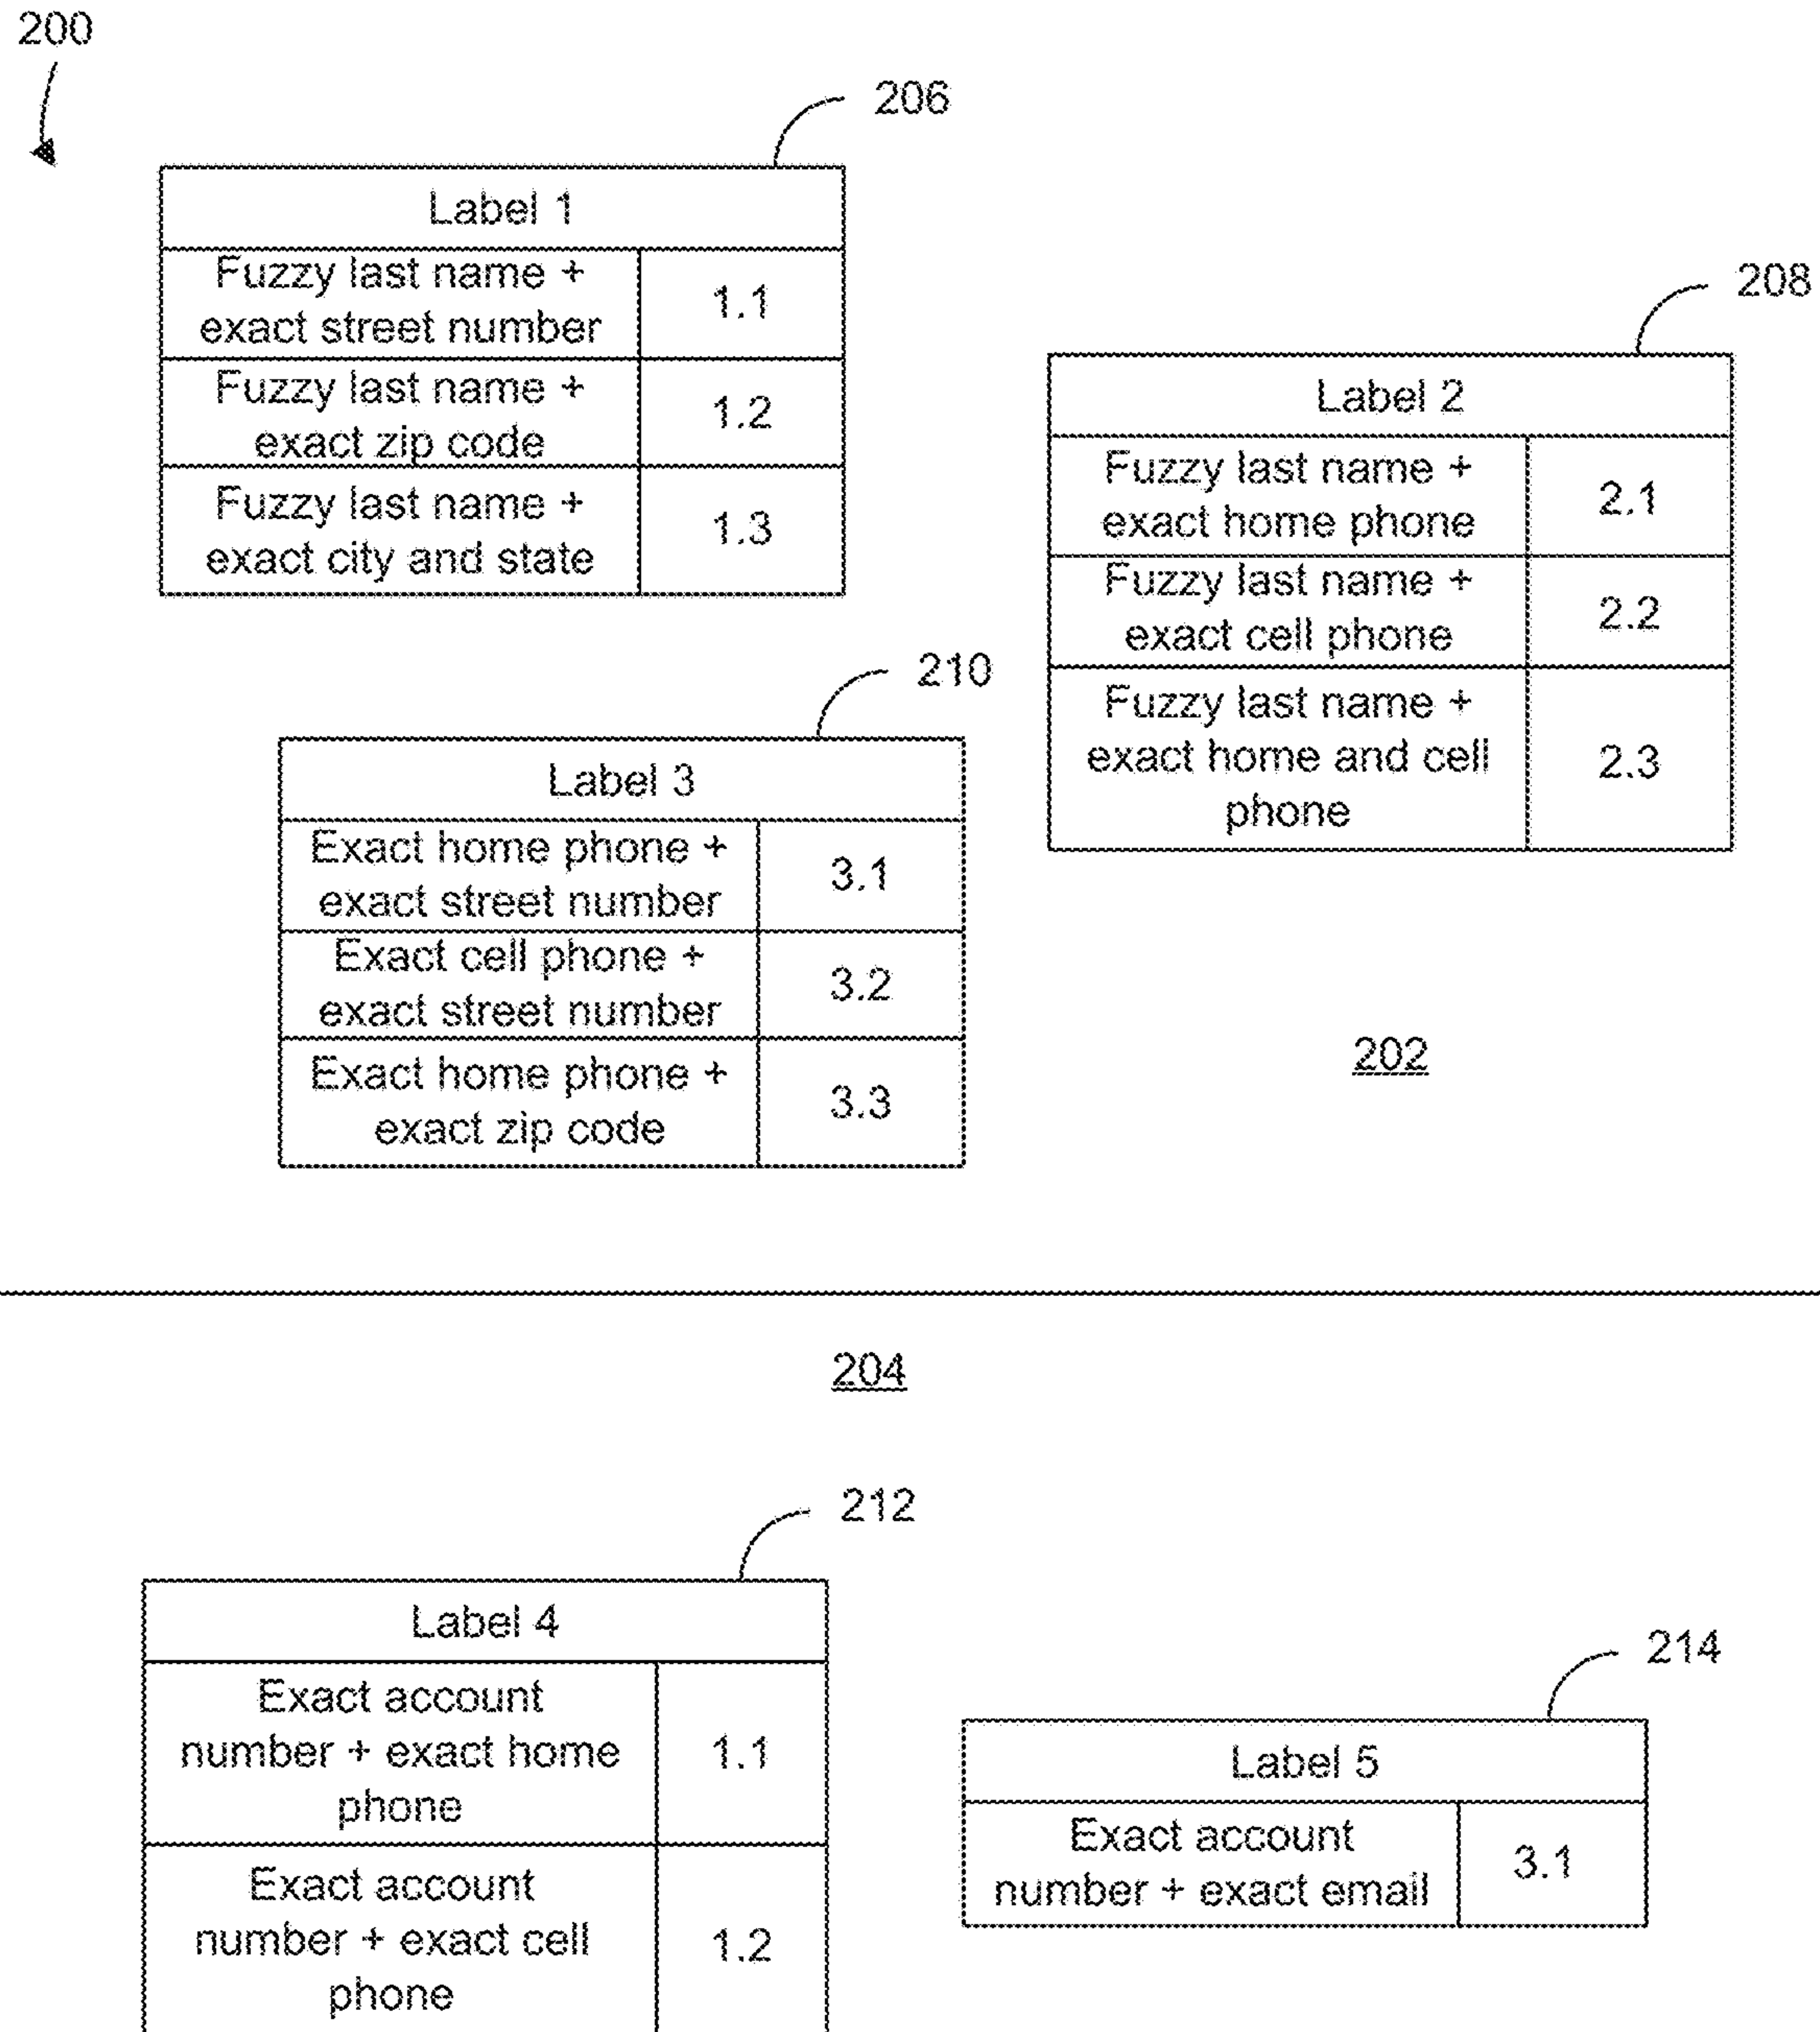 200
206
Label 1
Fuzzy last name +
exact street number
1.1
Fuzzy last name +
exact zip code
1.2
Fuzzy last name +
exact city and state
1.3
208
Label 2
Fuzzy last name +
exact home phone
2.1
Fuzzy last name +
exact cell phone
2.2
Fuzzy last name +
exact home and cell
phone
2.3
210
Label 3
Exact home phone +
exact street number
3.1
Exact cell phone +
exact street number
3.2
Exact home phone +
exact zip code
3.3
202
204
212
Label 4
Exact account
number + exact home
phone
1.1
Exact account
number + exact cell
phone
1.2
214
Label 5
Exact account
number + exact email
3.1